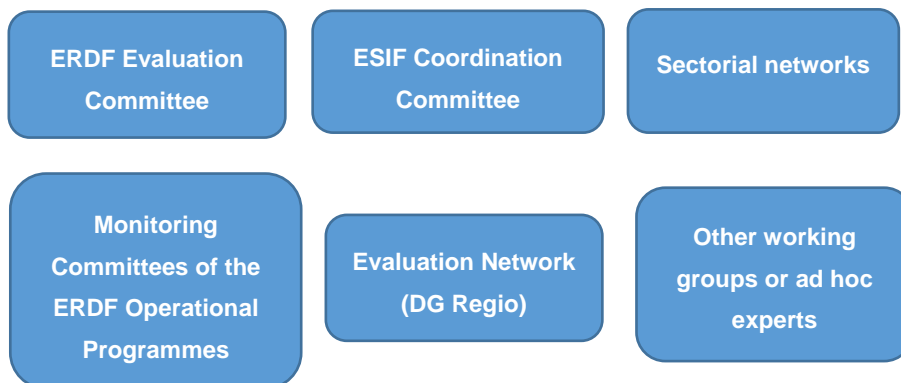 ERDF Evaluation
Committee
ESIF Coordination
Committee
Sectorial networks
Monitoring
Committees of the
ERDF Operational
Programmes
Evaluation Network
(DG Regio)
Other working
groups or ad hoc
experts